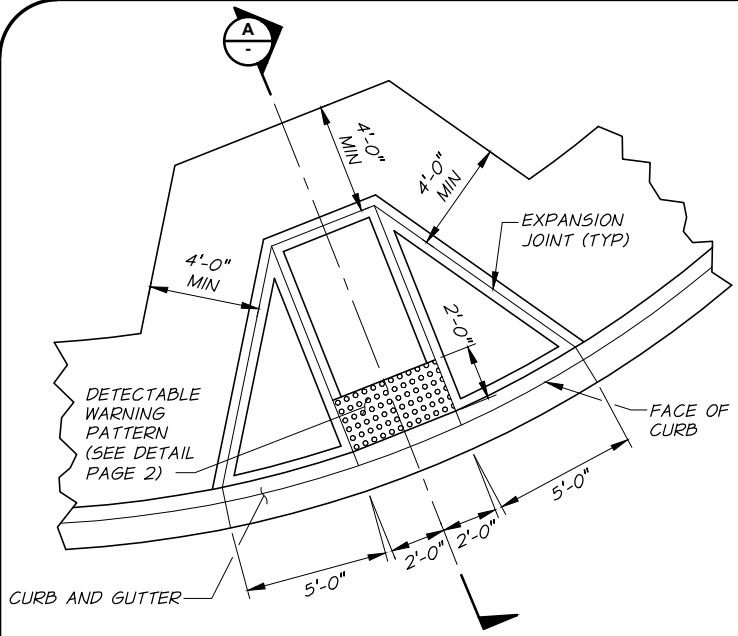 A
-
4'-0"
MIN
4'-0"
MIN
4'-0"
MIN
EXPANSION
JOINT (TYP)
2'-0"
DETECTABLE
WARNING
PATTERN
(SEE DETAIL
PAGE 2)
FACE OF
CURB
5'-0"
2'-0"
2'-0"
5'-0"
CURB AND GUTTER